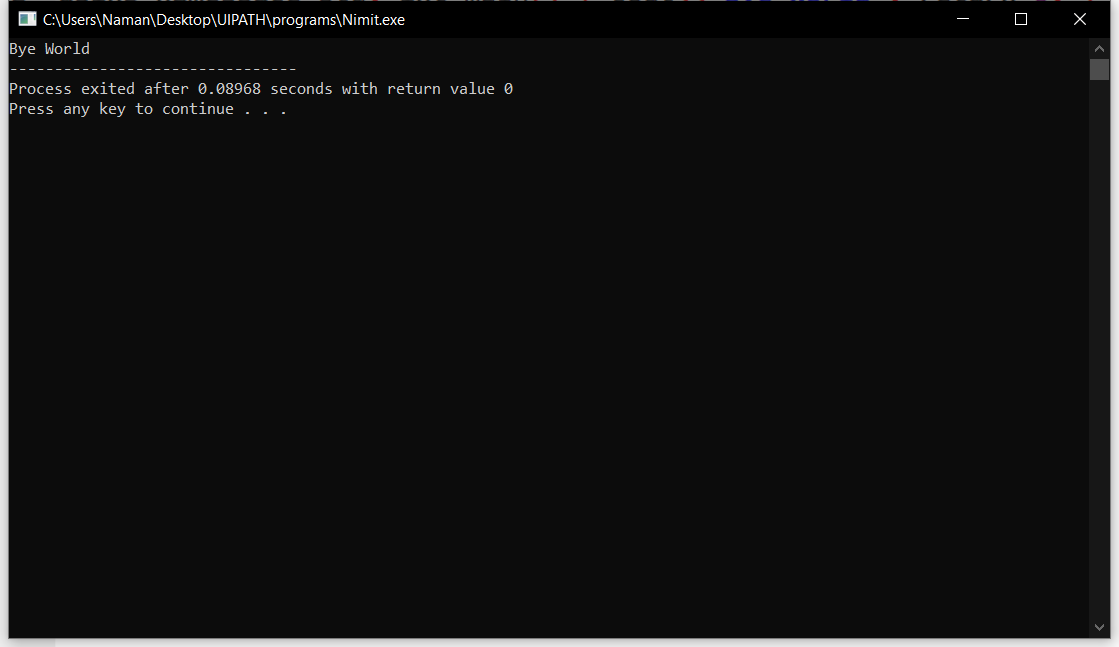 C:\Users\Naman\Desktop\UIPATH\programs\Nimit.exe
Bye World
--------------------------------
Process exited after 0.08968 seconds with return value 0
Press any key to continue . . .